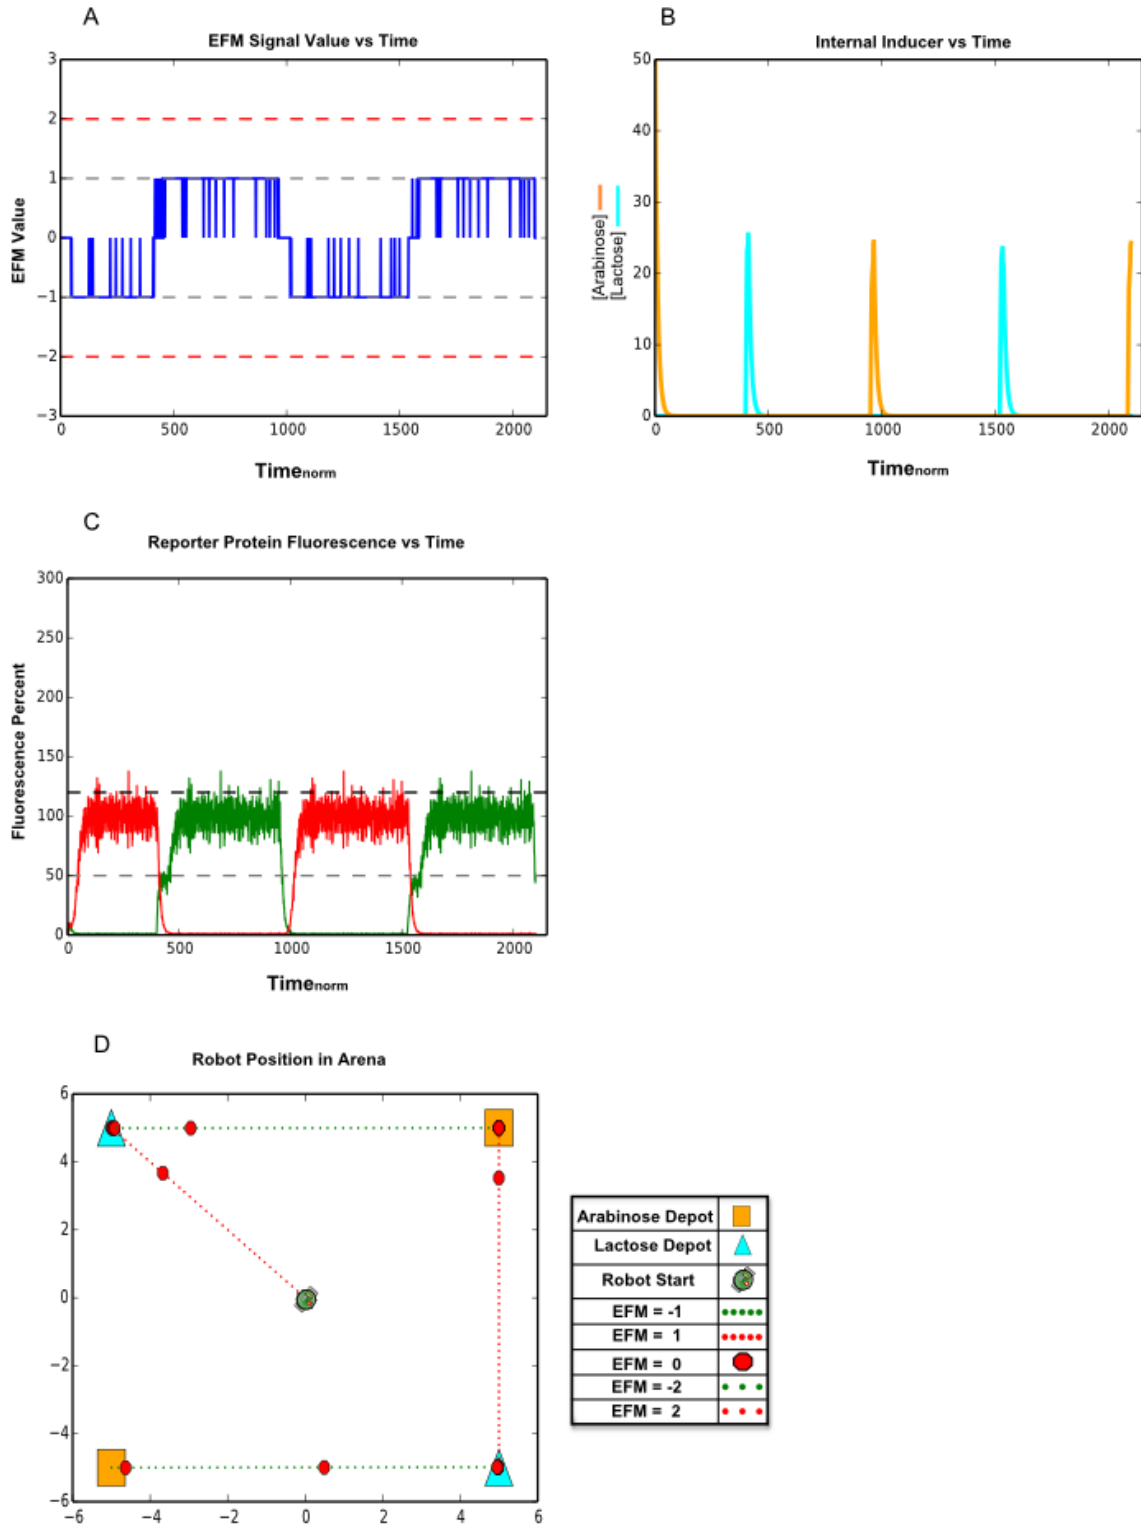 A
EFM Signal Value vs Time
3
2
1
0
−1
−2
−3
EFM Value
0 500 1000 1500 2000
Timenorm
B
Internal Inducer vs Time
50
40
30
20
10
0
[Arabinose]
[Lactose]
0 500 1000 1500 2000
Timenorm
C
Reporter Protein Fluorescence vs Time
300
250
200
150
100
50
0
Fluorescence Percent
0 500 1000 1500 2000
Timenorm
D
Robot Position in Arena
6
4
2
0
−2
−4
−6
−6 −4 −2 0 2 4 6
Arabinose Depot
Lactose Depot
Robot Start
EFM = -1
EFM = 1
EFM = 0
EFM = -2
EFM = 2